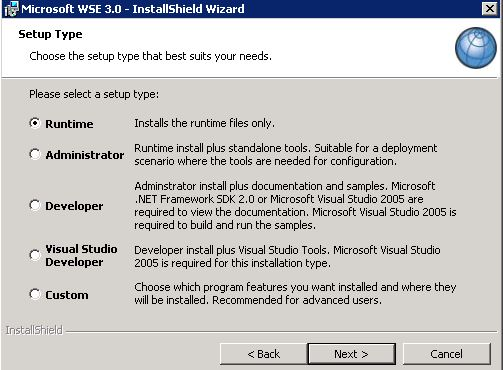 Microsoft WSE 3.0 - InstallShield Wizard
Setup Type
Choose the setup type that best suits your needs.
Please select a setup type:
Runtime
Installs the runtime files only.
Administrator
Runtime install plus standalone tools. Suitable for a deployment
scenario where the tools are needed for configuration.
Developer
Adminstrator install plus documentation and samples. Microsoft
.NET Framework SDK 2.0 or Microsoft Visual Studio 2005 are
required to view the documentation. Microsoft Visual Studio 2005 is
required to build and run the samples.
Visual Studio
Developer
Developer install plus Visual Studio Tools. Microsoft Visual Studio
2005 is required for this installation type.
Custom
Choose which program features you want installed and where they
will be installed. Recommended for advanced users.
InstallShield
< Back
Next >
Cancel